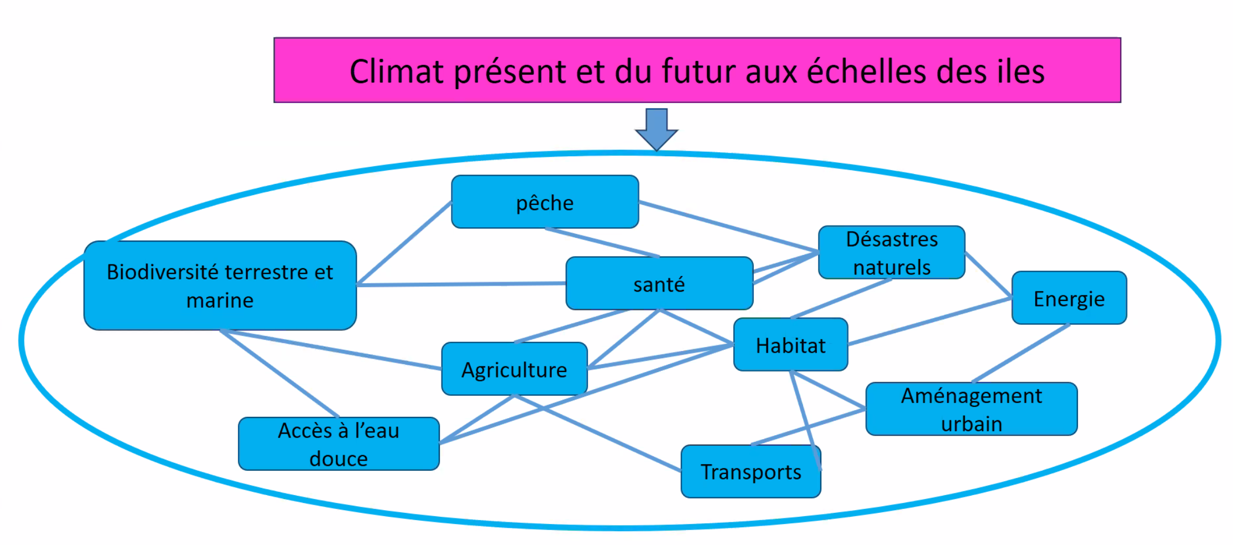 Climat présent et du futur aux échelles des iles
pêche
Désastres
naturels
Biodiversité terrestre et
marine
santé
Energie
Habitat
Agriculture
Aménagement
urbain
Accès à l’eau
douce
Transports